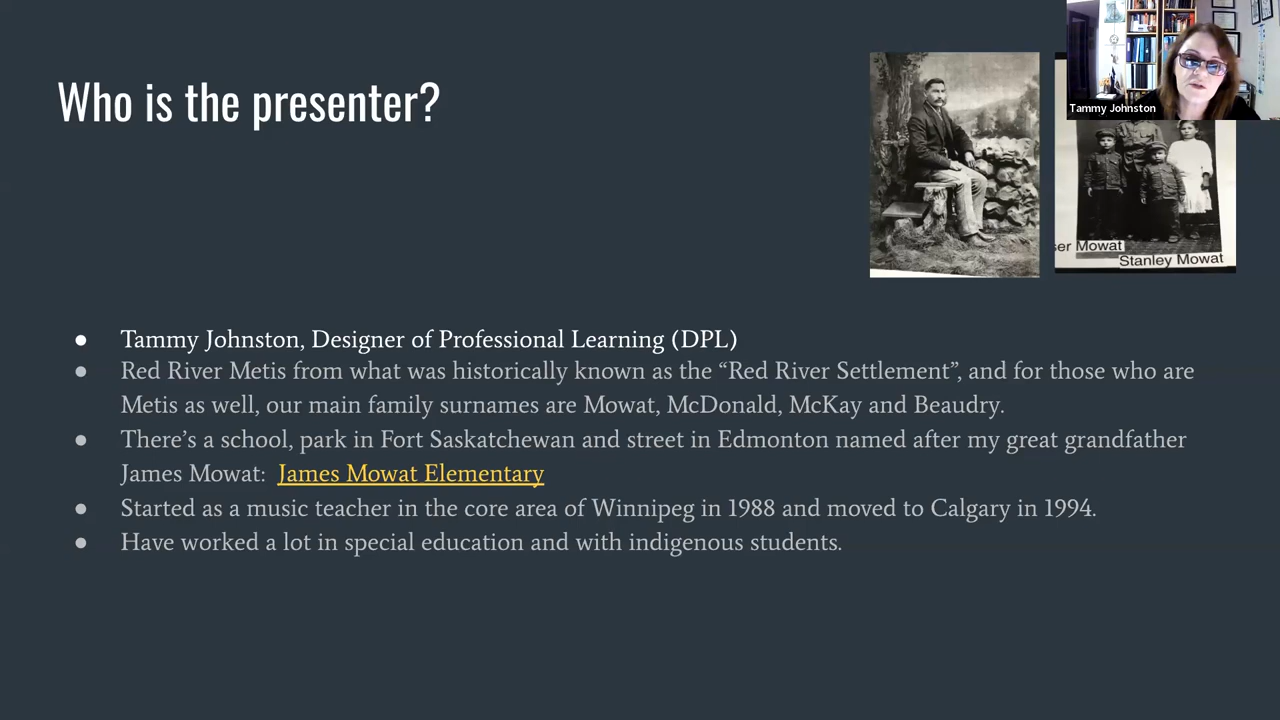 Who is the presenter?
Tammy Johnston
ser Mowat
Stanley Mowat
● Tammy Johnston, Designer of Professional Learning (DPL)
● Red River Metis from what was historically known as the “Red River Settlement”, and for those who are
Metis as well, our main family surnames are Mowat, McDonald, McKay and Beaudry.
● There’s a school, park in Fort Saskatchewan and street in Edmonton named after my great grandfather
James Mowat: James Mowat Elementary
● Started as a music teacher in the core area of Winnipeg in 1988 and moved to Calgary in 1994.
● Have worked a lot in special education and with indigenous students.